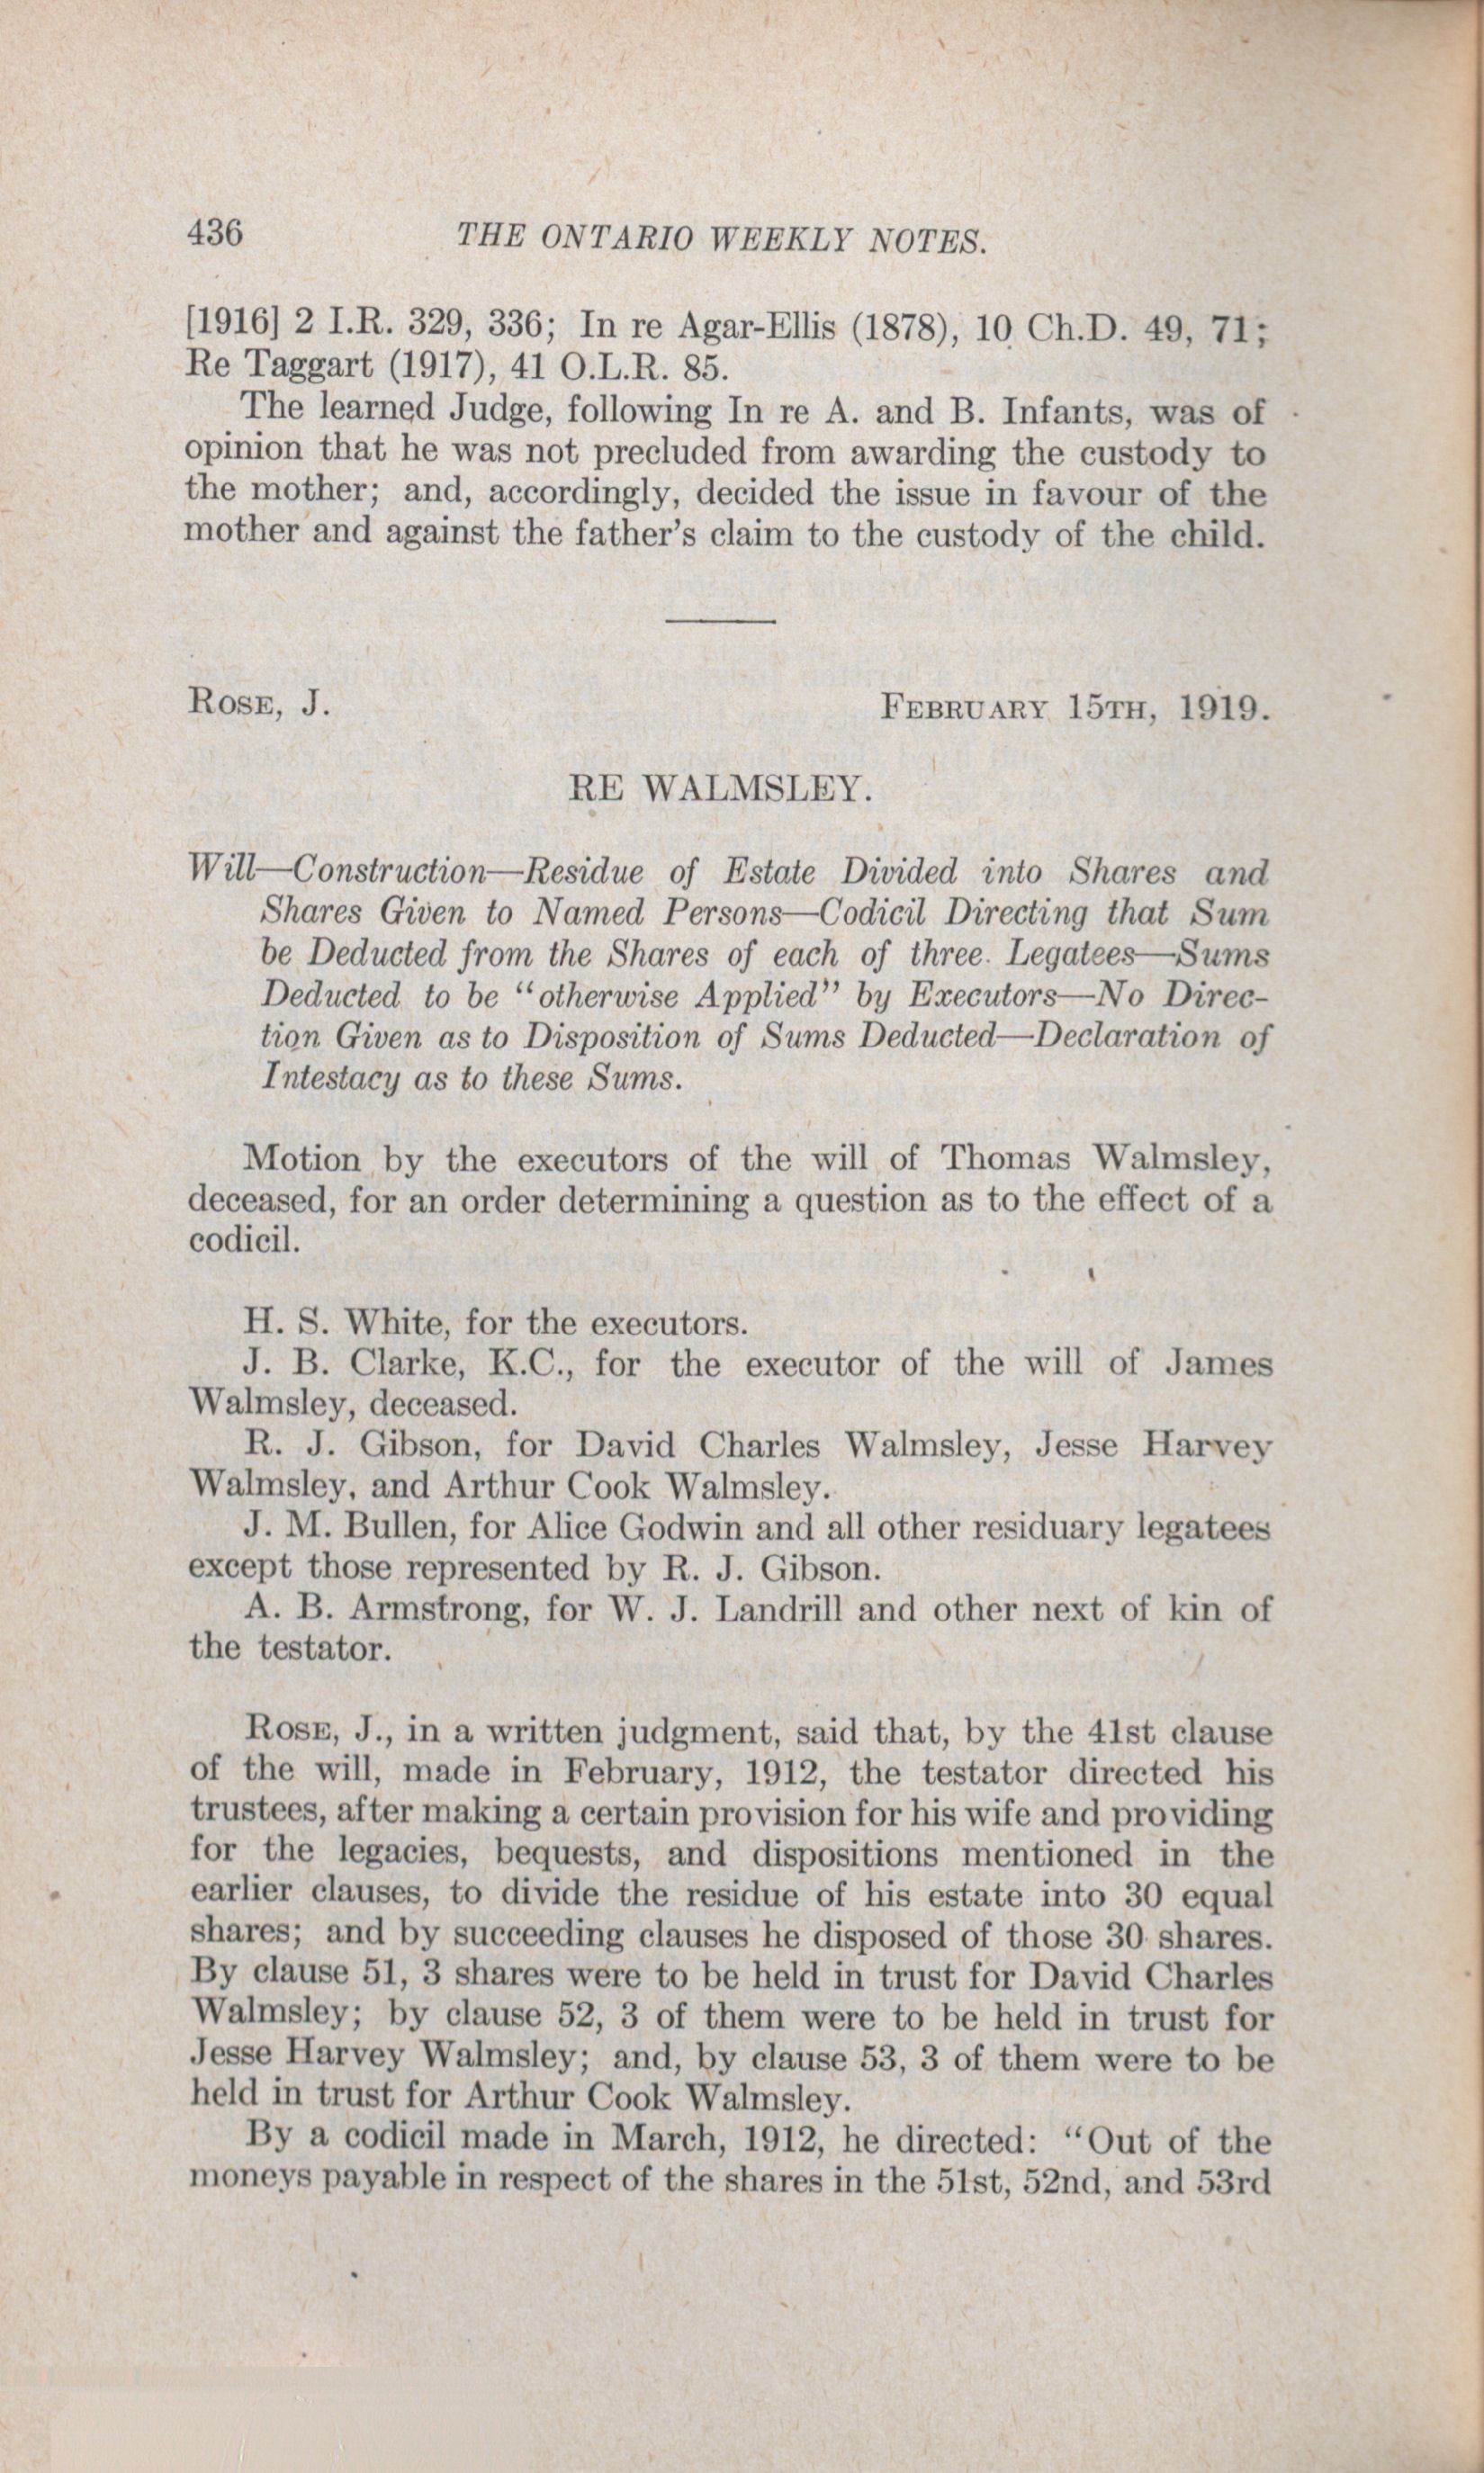 436 THE ONTARIO WEEKLY NOTES.
[1916] 2 I.R. 329, 336; In re Agar-Ellis (1878), 10 Ch.D. 49, 71;
Re Taggart (1917), 41 O.L.R. 85.
The learned Judge, following In re A. and B. Infants, was of
opinion that he was not precluded from awarding the custody to
the mother; and, accordingly, decided the issue in favour of the
mother and against the father's claim to the custody of the child.
ROSE, J. FEBRUARY 15TH, 1919.
RE WALMSLEY.
Will—Construction—Residue of Estate Divided into Shares and
Shares Given to Named Persons—Codicil Directing that Sum
be Deducted from the Shares of each of three Legatees—Sums
Deducted to be "otherwise Applied" by Executors—No Direc-
tion Given as to Disposition of Sums Deducted—Declaration of
Intestacy as to these Sums.
Motion by the executors of the will of Thomas Walmsley,
deceased, for an order determining a question as to the effect of a
codicil.
H. S. White, for the executors.
J. B. Clarke, K.C., for the executor of the will of James
Walmsley, deceased.
R. J. Gibson, for David Charles Walmsley, Jesse Harvey
Walmsley, and Arthur Cook Walmsley.
J. M. Bullen, for Alice Godwin and all other residuary legatees
except those represented by R. J. Gibson.
A. B. Armstrong, for W. J. Landrill and other next of kin of
the testator.
ROSE, J., in a written judgment, said that, by the 41st clause
of the will, made in February, 1912, the testator directed his
trustees, after making a certain provision for his wife and providing
for the legacies, bequests, and dispositions mentioned in the
earlier clauses, to divide the residue of his estate into 30 equal
shares; and by succeeding clauses he disposed of those 30 shares.
By clause 51, 3 shares were to be held in trust for David Charles
Walmsley; by clause 52, 3 of them were to be held in trust for
Jesse Harvey Walmsley; and, by clause 53, 3 of them were to be
held in trust for Arthur Cook Walmsley.
By a codicil made in March, 1912, he directed: "Out of the
moneys payable in respect of the shares in the 51st, 52nd, and 53rd